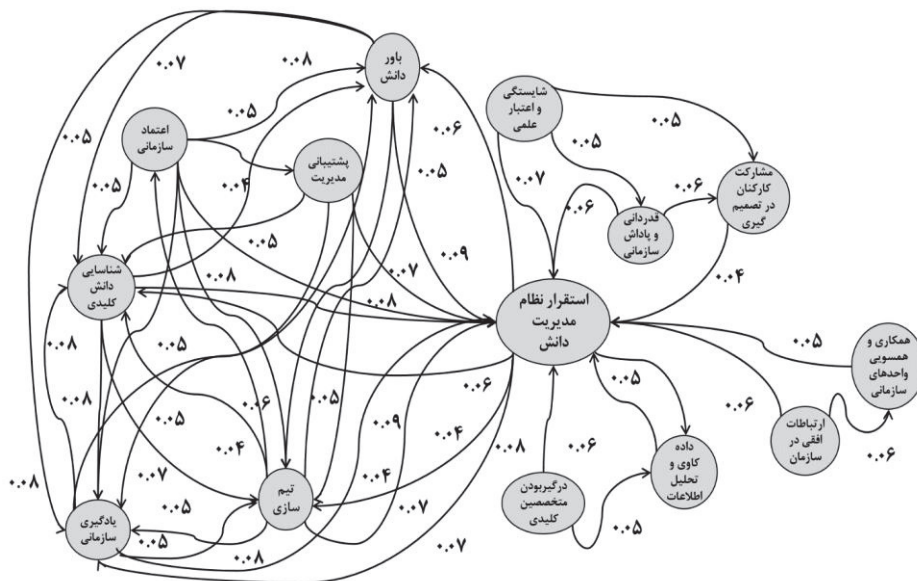 باور
دانش
اعتماد
سازمانی
پشتیبانی
مدیریت
شناسایی
دانش
کلیدی
یادگیری
سازمانی
تیم
سازی
شایستگی
و اعتبار
علمی
مشارکت
کارکنان
در تصمیم
گیری
قدردانی
و پاداش
سازمانی
استقرار نظام
مدیریت
دانش
همکاری و
همسویی
واحدهای
سازمانی
ارتباطات
افقی در
سازمان
داده
کاوی و
تحلیل
اطلاعات
درگیربودن
متخصصین
کلیدی
۰.۰۷
۰.۰۸
۰.۰۵
۰.۰۵
۰.۰۵
۰.۰۴
۰.۰۶
۰.۰۵
۰.۰۵
۰.۰۸
۰.۰۷
۰.۰۹
۰.۰۸
۰.۰۷
۰.۰۵
۰.۰۵
۰.۰۶
۰.۰۶
۰.۰۴
۰.۰۵
۰.۰۶
۰.۰۶
۰.۰۵
۰.۰۶
۰.۰۵
۰.۰۸
۰.۰۸
۰.۰۸
۰.۰۵
۰.۰۵
۰.۰۶
۰.۰۵
۰.۰۹
۰.۰۶
۰.۰۴
۰.۰۴
۰.۰۴
۰.۰۷
۰.۰۵
۰.۰۵
۰.۰۸
۰.۰۸
۰.۰۷
۰.۰۷